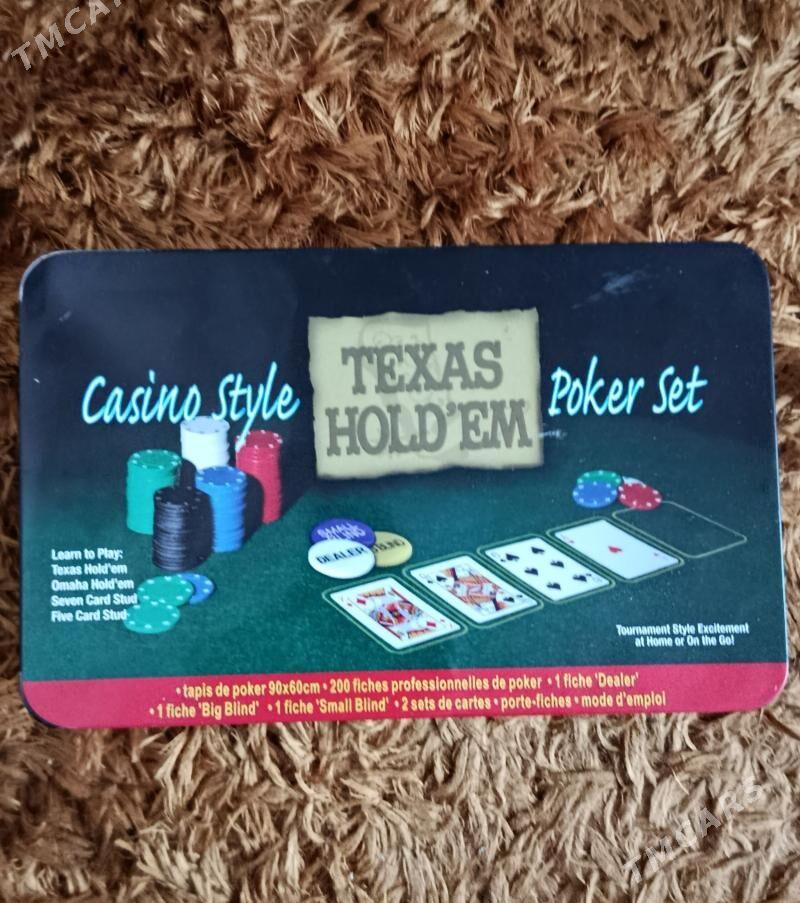 TMCARS
Casino Style
TEXAS
HOLD'EM
Poker Set
SMALL
BLIND
DEALER
BLIND
Learn to Play:
Texas Hold'em
Omaha Hold'em
Seven Card Stud
Five Card Stud
Tournament Style Excitement
at Home or On the Go!
• tapis de poker 90x60cm • 200 fiches professionnelles de poker • 1 fiche 'Dealer'
• 1 fiche 'Big Blind' • 1 fiche 'Small Blind' • 2 sets de cartes • porte-fiches • mode d'emploi
TMCARS